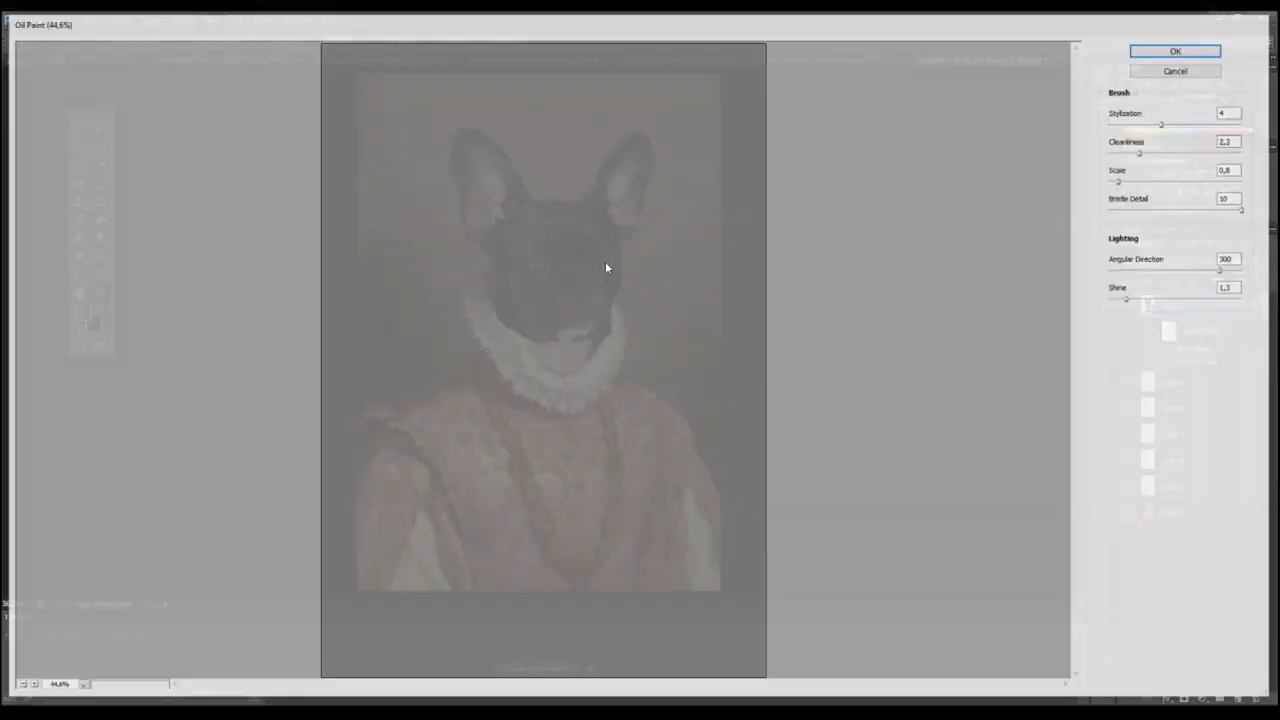 Oil Paint (44,6%)
OK
Cancel
Brush
Stylization 4
Cleanliness 2,3
Scale 0,8
Bristle Detail 10
Lighting
Angular Direction 300
Shine 1,3
44,6%